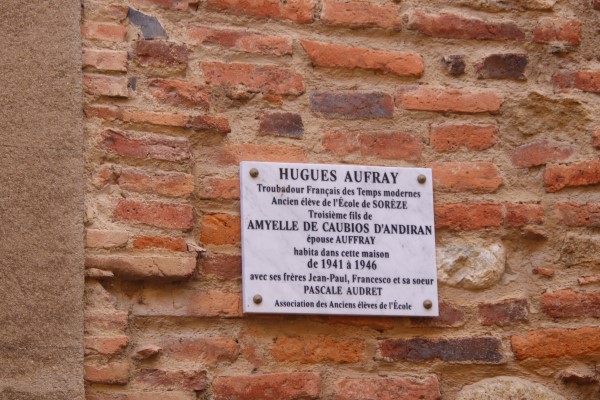 HUGUES AUFRAY
Troubadour Français des Temps modernes
Ancien élève de l'École de SORÈZE
Troisième fils de
AMYELLE DE CAUBIOS D'ANDIRAN
épouse AUFFRAY
habita dans cette maison
de 1941 à 1946
avec ses frères Jean-Paul, Francesco et sa soeur
PASCALE AUDRET
Association des Anciens élèves de l'École